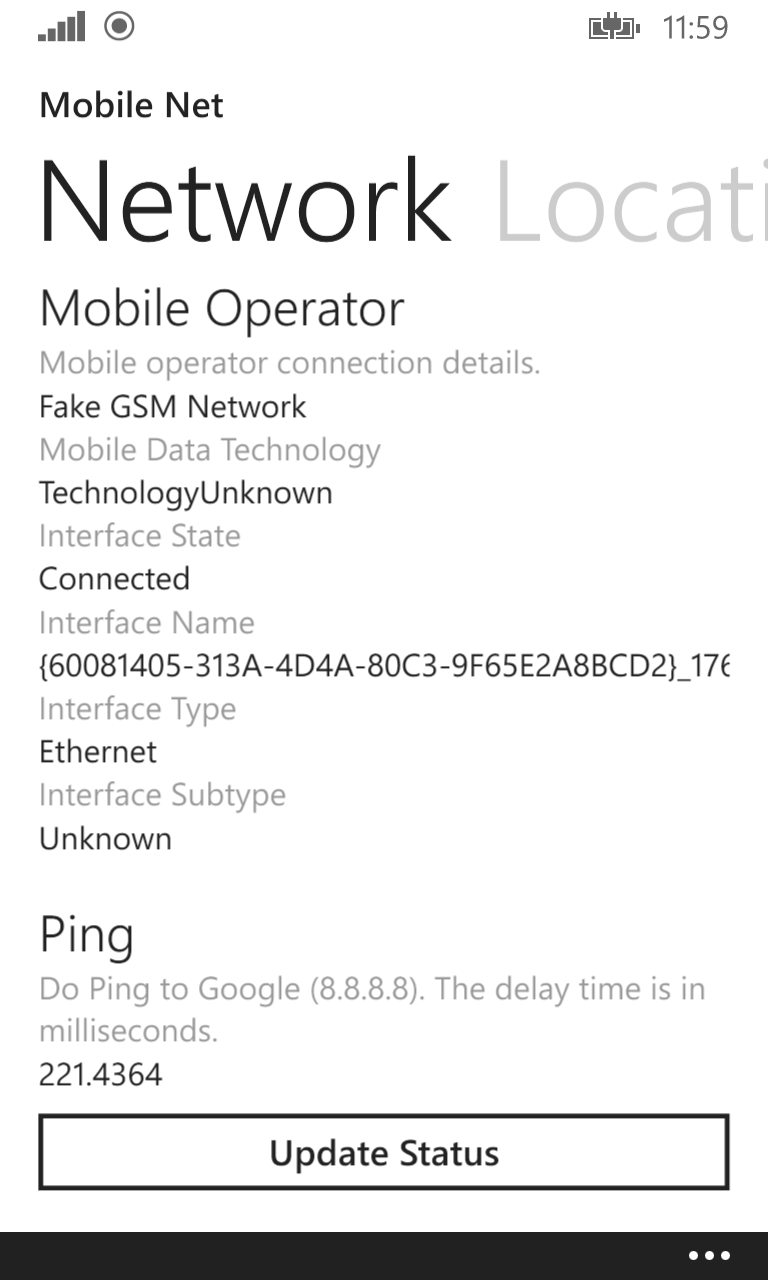 11:59
Mobile Net
Network Locati
Mobile Operator
Mobile operator connection details.
Fake GSM Network
Mobile Data Technology
TechnologyUnknown
Interface State
Connected
Interface Name
{60081405-313A-4D4A-80C3-9F65E2A8BCD2}_176
Interface Type
Ethernet
Interface Subtype
Unknown
Ping
Do Ping to Google (8.8.8.8). The delay time is in
milliseconds.
221.4364
Update Status